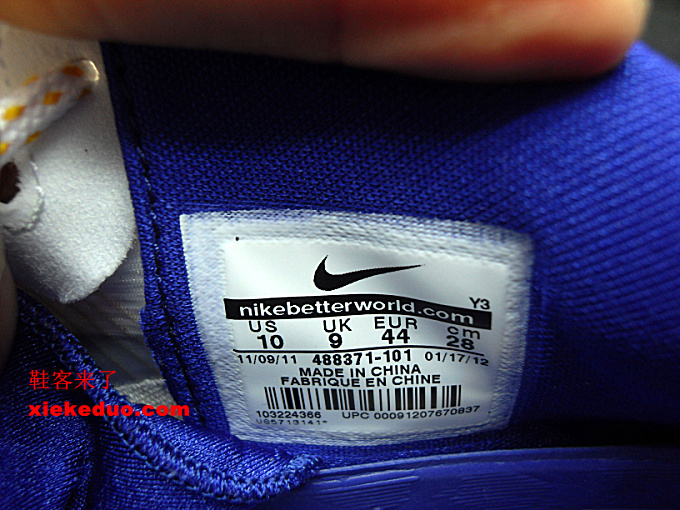 Y3
nikebetterworld.com
US UK EUR cm
10 9 44 28
11/09/11 488371-101 01/17/12
MADE IN CHINA
FABRIQUE EN CHINE
103224366 UPC 00091207670837
US5713141*
鞋客来了
xiekeduo.com